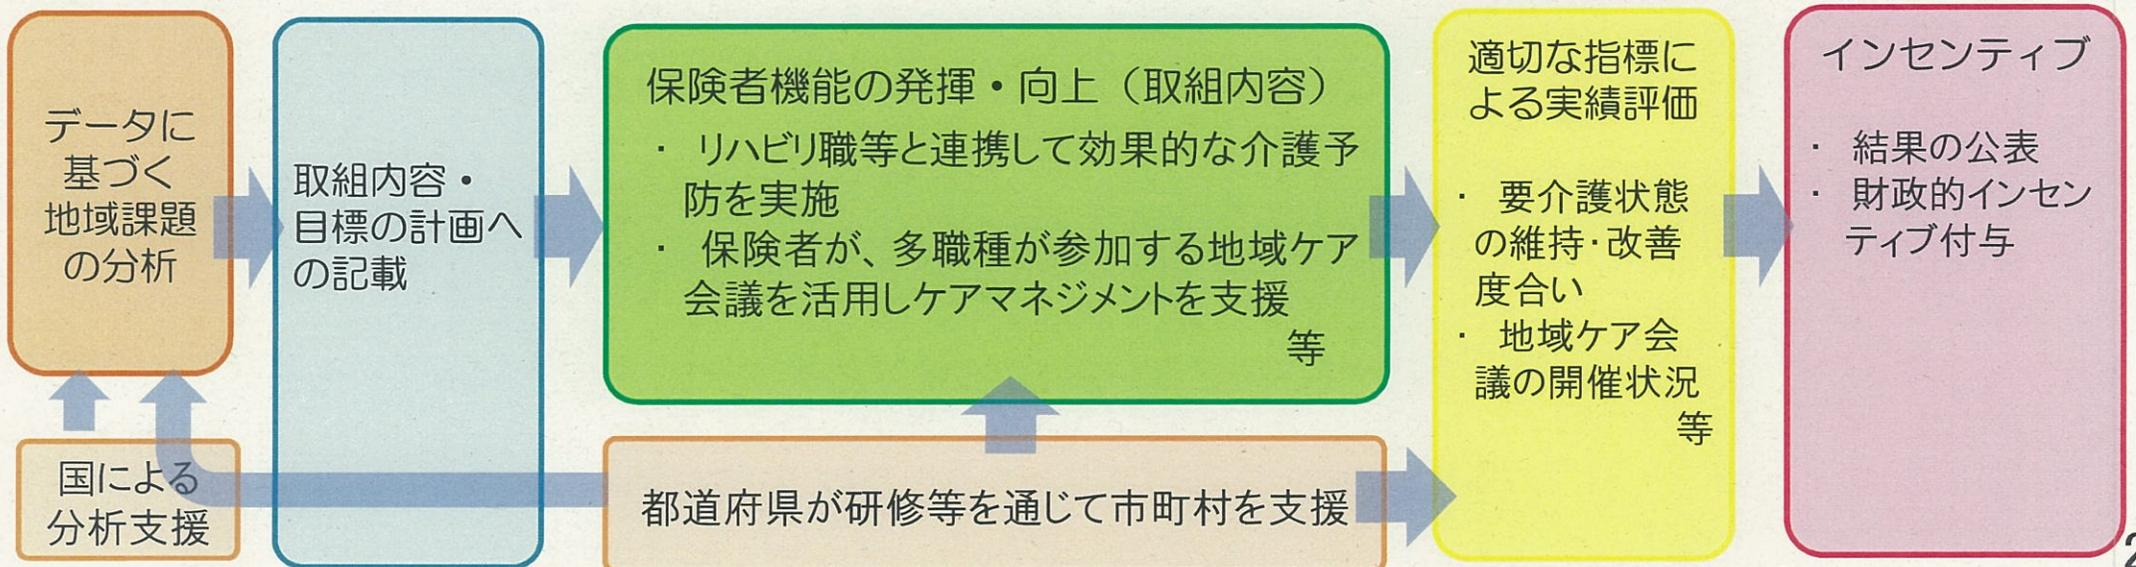 データに
基づく
地域課題
の分析
取組内容・
目標の計画へ
の記載
保険者機能の発揮・向上（取組内容）
・ リハビリ職等と連携して効果的な介護予
防を実施
・ 保険者が、多職種が参加する地域ケア
会議を活用しケアマネジメントを支援
等
適切な指標に
よる実績評価
・ 要介護状態
の維持・改善
度合い
・ 地域ケア会
議の開催状況
等
インセンティブ
・ 結果の公表
・ 財政的インセン
ティブ付与
国による
分析支援
都道府県が研修等を通じて市町村を支援